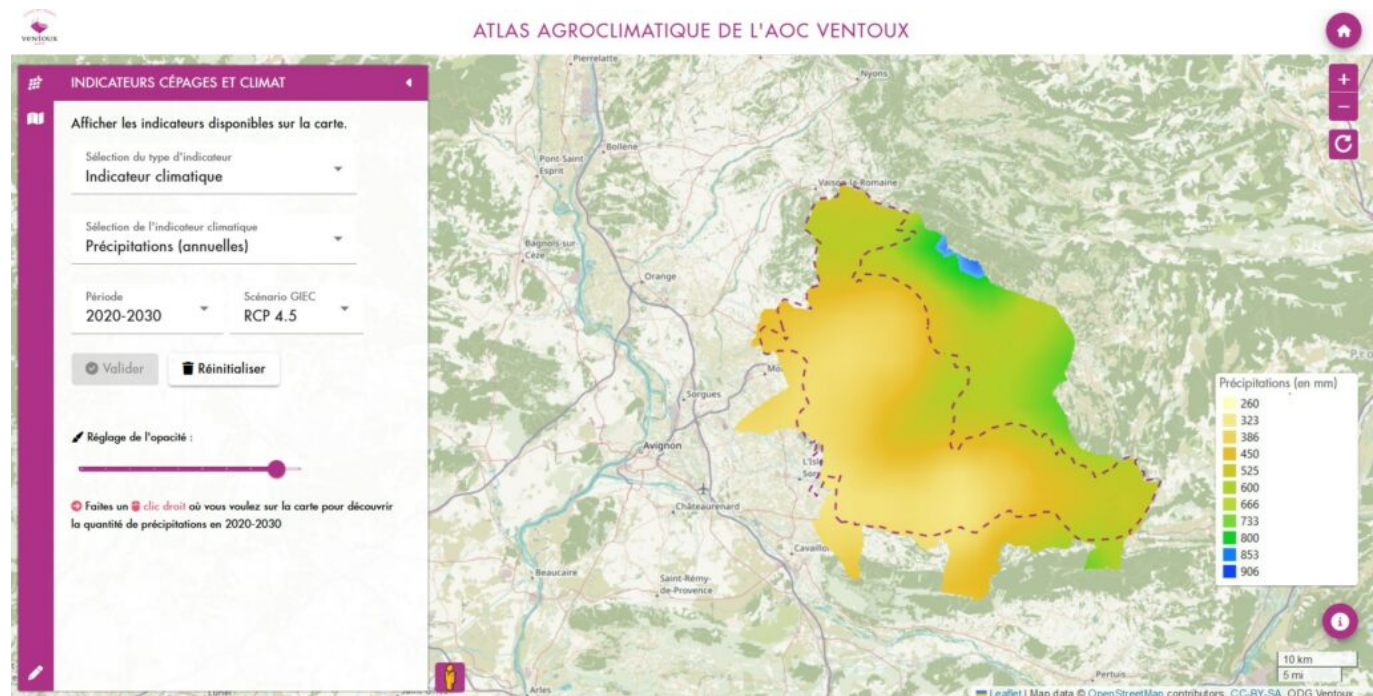 VENTOUX
ATLAS AGROCLIMATIQUE DE L'AOC VENTOUX
INDICATEURS CÉPAGES ET CLIMAT
Afficher les indicateurs disponibles sur la carte.
Sélection du type d'indicateur
Indicateur climatique
Sélection de l'indicateur climatique
Précipitations (annuelles)
Période
2020-2030
Scénario GIEC
RCP 4.5
Valider
Réinitialiser
Réglage de l'opacité :
Faites un clic droit où vous voulez sur la carte pour découvrir
la quantité de précipitations en 2020-2030
Pierrelatte
Nyons
Bollène
Pont-Saint
Esprit
Vaison-la-Romaine
Bagnols-sur
Cèze
Orange
Sorgues
Avignon
L'Isle
Châteaurenard
Cavaillon
Beaucaire
Saint-Rémy
de-Provence
Pertuis
Arles
Lunel
+
−
Précipitations (en mm)
260
323
386
450
525
600
666
733
800
853
906
10 km
5 mi
Leaflet | Map data © OpenStreetMap contributors, CC-BY-SA, ODG Ventoux